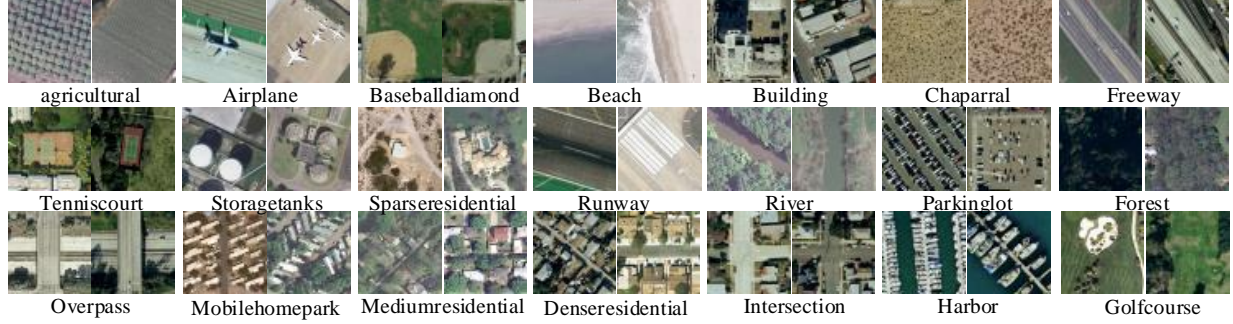 agricultural Airplane Baseballdiamond Beach Building Chaparral Freeway
Tenniscourt Storagetanks Sparseresidential Runway River Parkinglot Forest
Overpass Mobilehomepark Mediumresidential Denseresidential Intersection Harbor Golfcourse